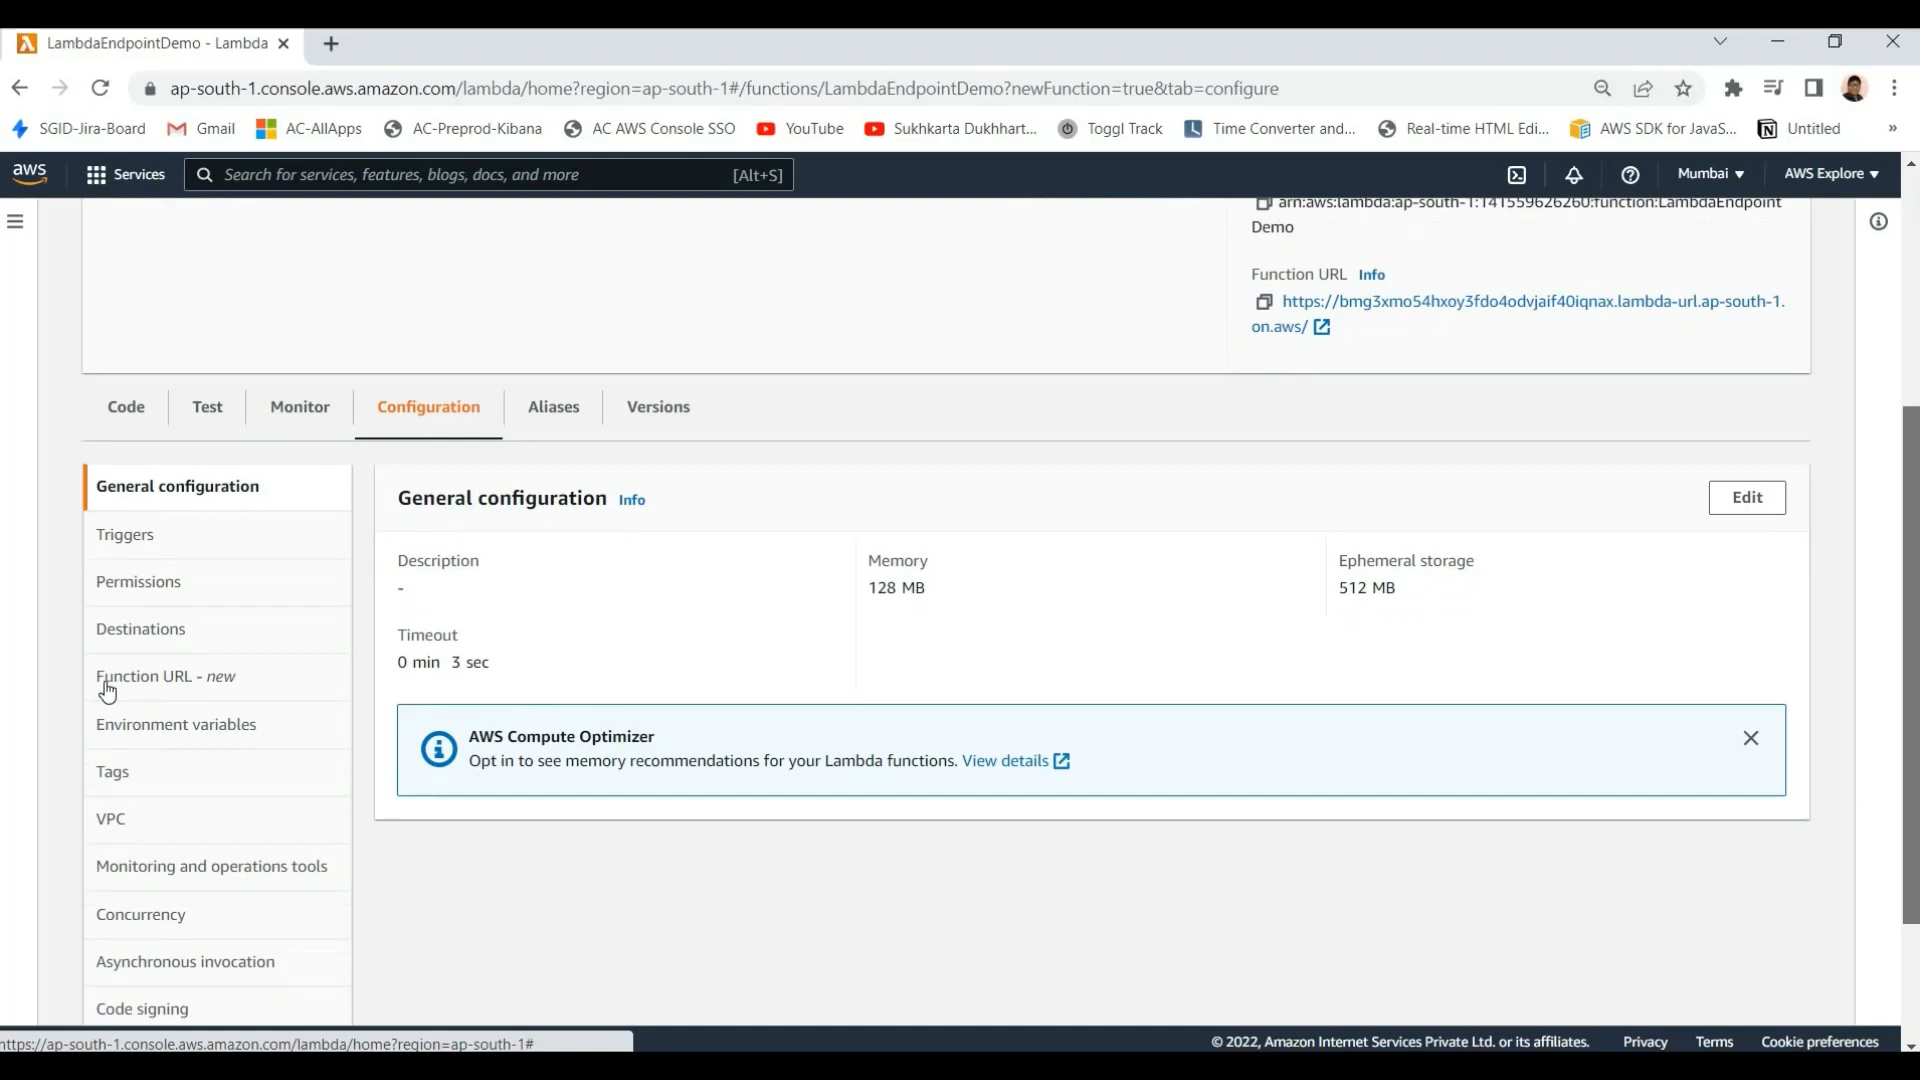 LambdaEndpointDemo - Lambda
ap-south-1.console.aws.amazon.com/lambda/home?region=ap-south-1#/functions/LambdaEndpointDemo?newFunction=true&tab=configure
SGID-Jira-Board Gmail AC-AllApps AC-Preprod-Kibana AC AWS Console SSO YouTube Sukhkarta Dukhhart... Toggl Track Time Converter and... Real-time HTML Edi... AWS SDK for JavaS... Untitled »
aws Services Search for services, features, blogs, docs, and more [Alt+S] Mumbai AWS Explore
arn:aws:lambda:ap-south-1:141559626260:function:LambdaEndpoint
Demo
Function URL Info
https://bmg3xmo54hxoy3fdo4odvjaif40iqnax.lambda-url.ap-south-1.
on.aws/
Code Test Monitor Configuration Aliases Versions
General configuration
Triggers
Permissions
Destinations
Function URL - new
Environment variables
Tags
VPC
Monitoring and operations tools
Concurrency
Asynchronous invocation
Code signing
General configuration Info Edit
Description Memory Ephemeral storage
- 128 MB 512 MB
Timeout
0 min 3 sec
AWS Compute Optimizer
Opt in to see memory recommendations for your Lambda functions. View details
https://ap-south-1.console.aws.amazon.com/lambda/home?region=ap-south-1#
© 2022, Amazon Internet Services Private Ltd. or its affiliates. Privacy Terms Cookie preferences